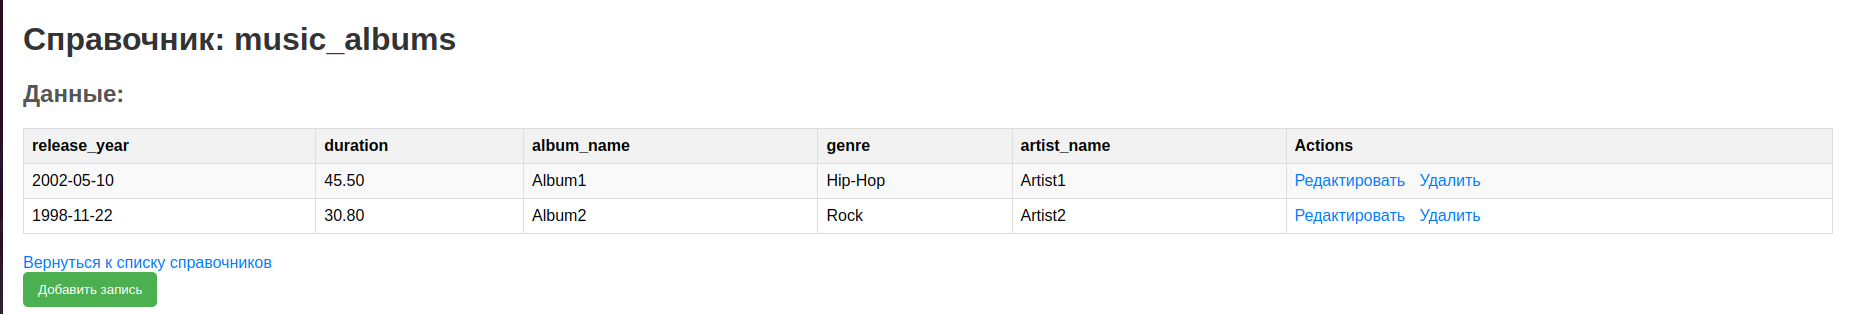 Справочник: music_albums
Данные:
release_year duration album_name genre artist_name Actions
2002-05-10 45.50 Album1 Hip-Hop Artist1 Редактировать Удалить
1998-11-22 30.80 Album2 Rock Artist2 Редактировать Удалить
Вернуться к списку справочников
Добавить запись